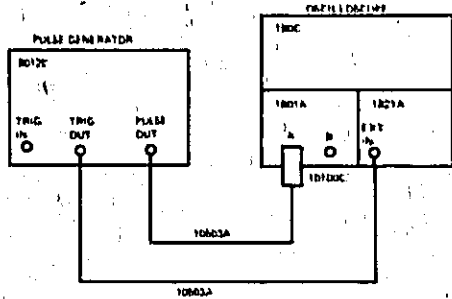 OSCILLOSCOPE
180C
PULSE GENERATOR
8012B
1801A
1821A
TRIG IN
TRIG OUT
PULSE OUT
A
B
EXT IN
10100C
10503A
10503A